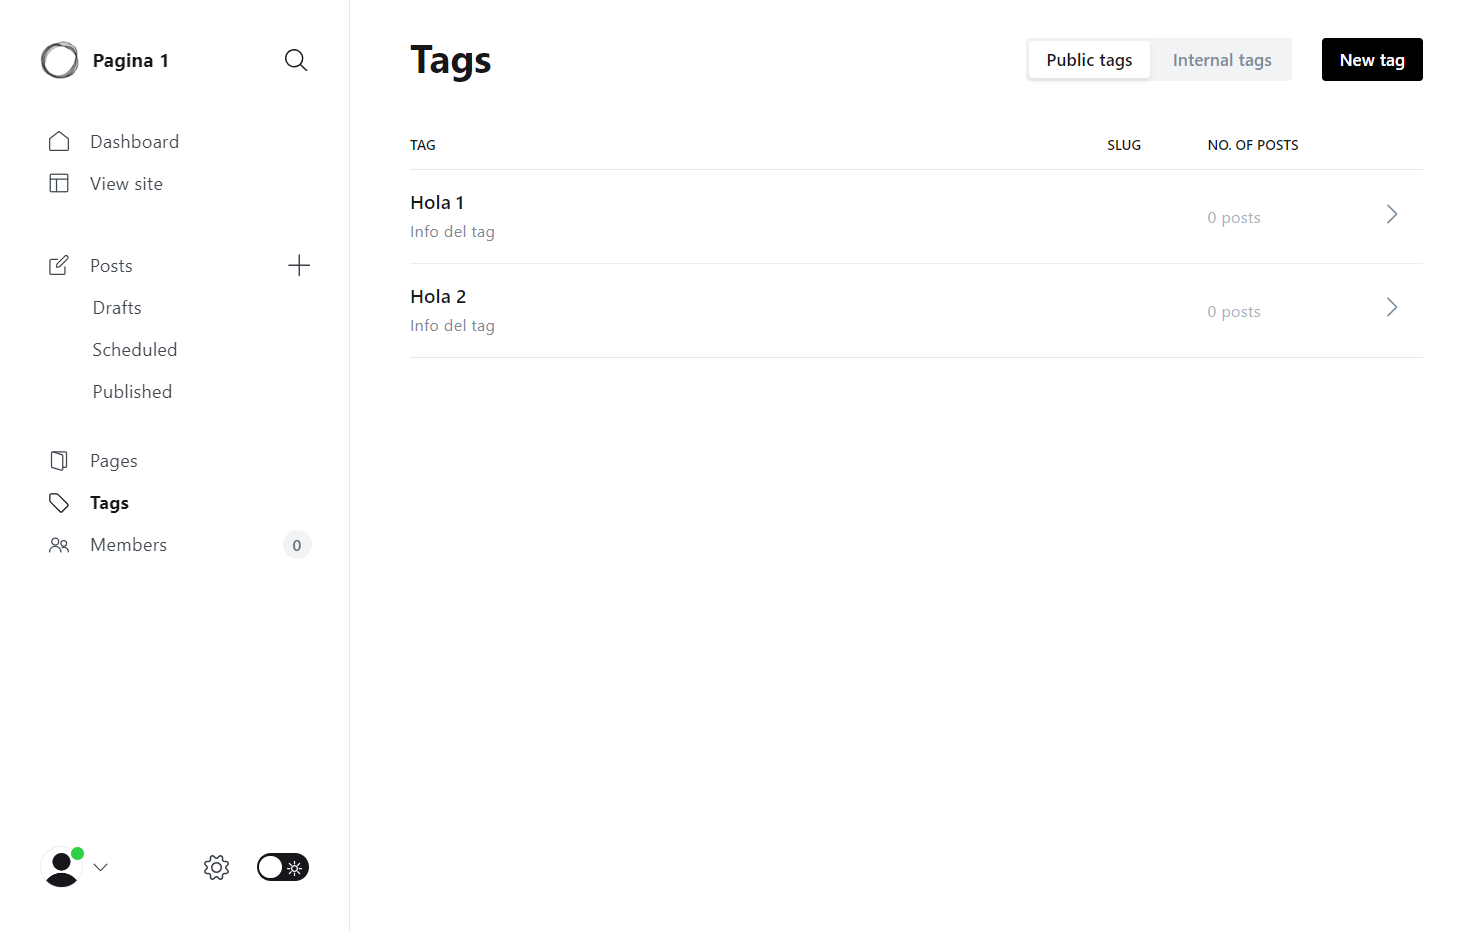 Pagina 1
Dashboard
View site
Posts
Drafts
Scheduled
Published
Pages
Tags
Members 0
Tags
Public tags Internal tags New tag
TAG SLUG NO. OF POSTS
Hola 1
Info del tag
0 posts
Hola 2
Info del tag
0 posts